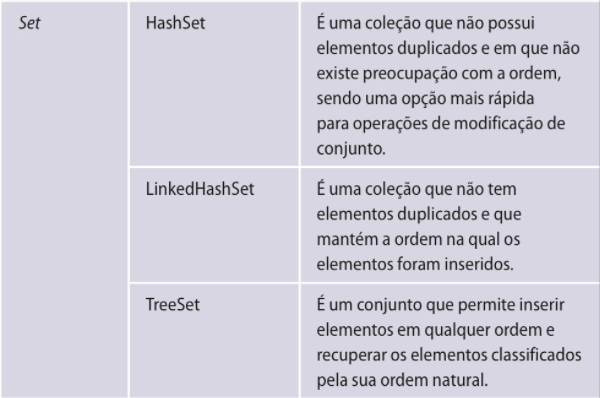 Set
HashSet
É uma coleção que não possui
elementos duplicados e em que não
existe preocupação com a ordem,
sendo uma opção mais rápida
para operações de modificação de
conjunto.
LinkedHashSet
É uma coleção que não tem
elementos duplicados e que
mantém a ordem na qual os
elementos foram inseridos.
TreeSet
É um conjunto que permite inserir
elementos em qualquer ordem e
recuperar os elementos classificados
pela sua ordem natural.